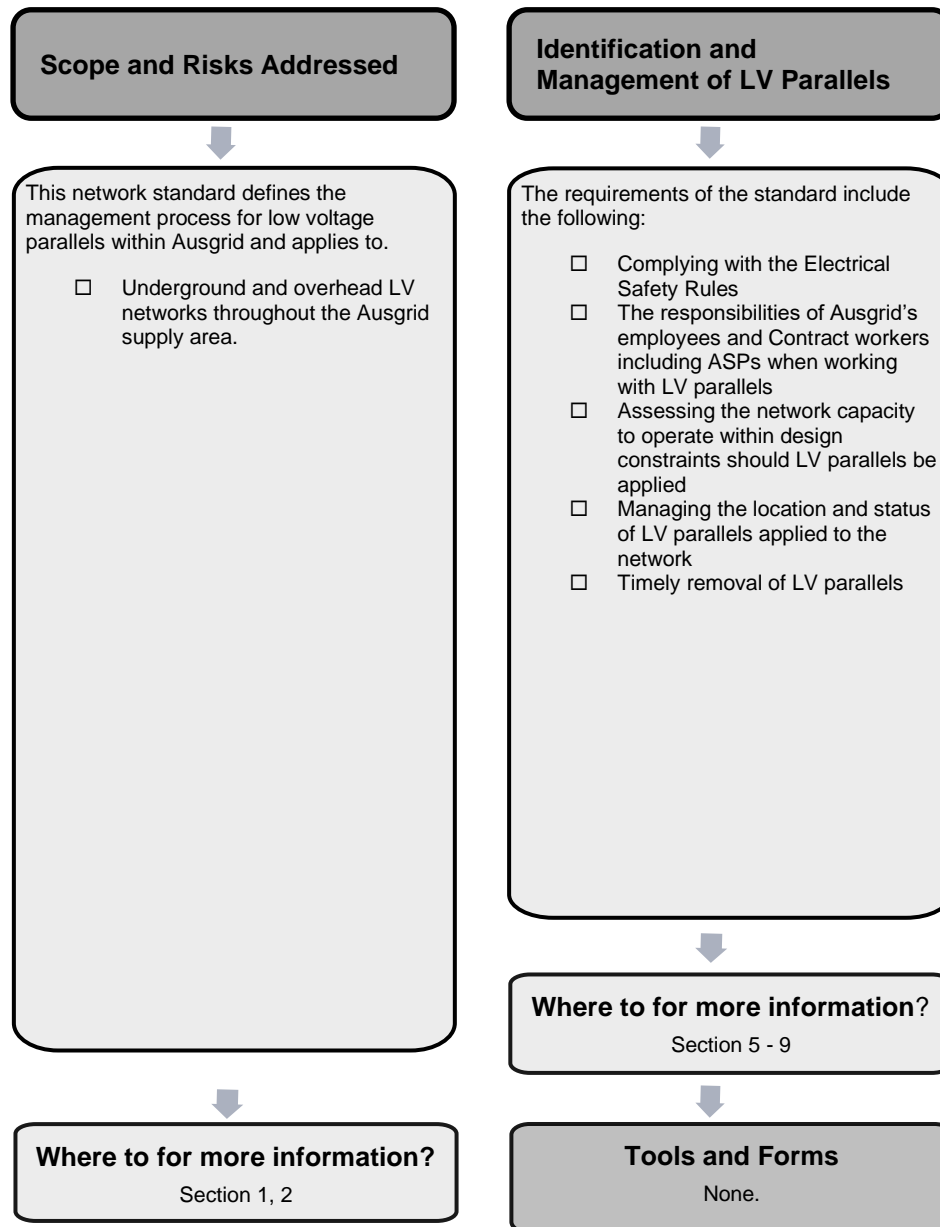 Scope and Risks Addressed
This network standard defines the
management process for low voltage
parallels within Ausgrid and applies to.
☐ Underground and overhead LV
networks throughout the Ausgrid
supply area.
Where to for more information?
Section 1, 2
Identification and
Management of LV Parallels
The requirements of the standard include
the following:
☐ Complying with the Electrical
Safety Rules
☐ The responsibilities of Ausgrid's
employees and Contract workers
including ASPs when working
with LV parallels
☐ Assessing the network capacity
to operate within design
constraints should LV parallels be
applied
☐ Managing the location and status
of LV parallels applied to the
network
☐ Timely removal of LV parallels
Where to for more information?
Section 5 - 9
Tools and Forms
None.